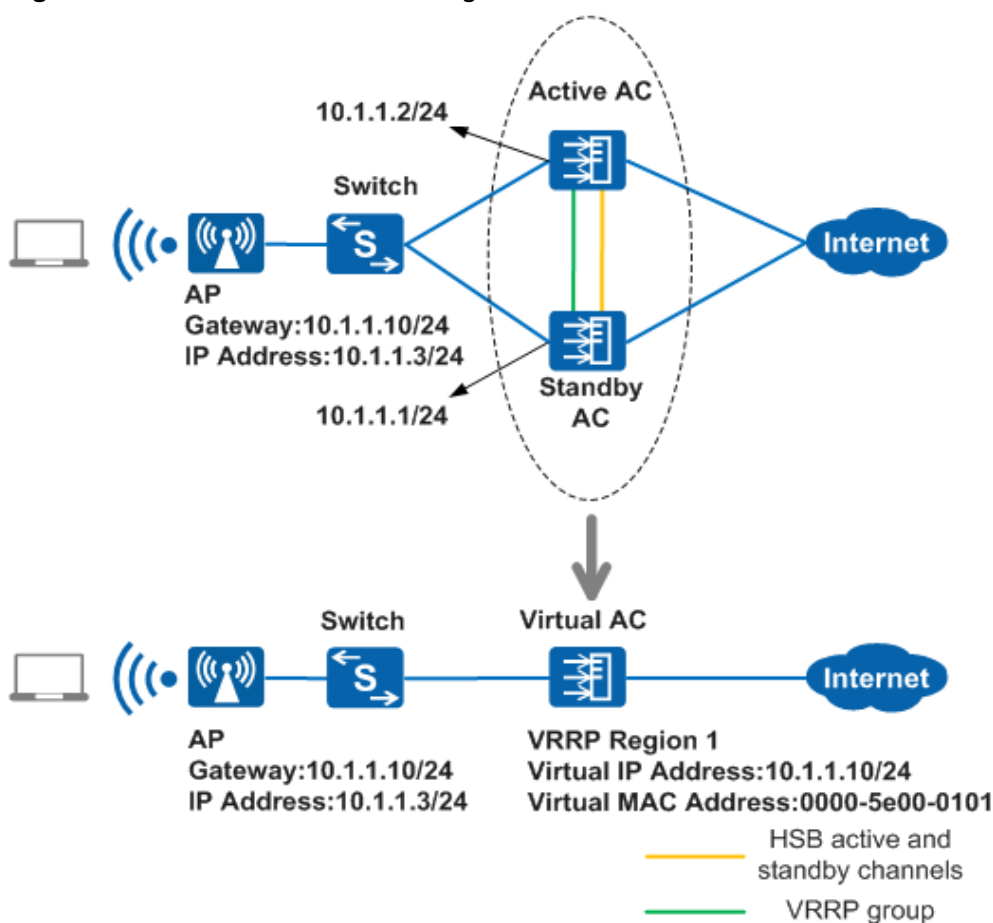 Active AC
10.1.1.2/24
Switch
S
Internet
AP
Gateway:10.1.1.10/24
IP Address:10.1.1.3/24
Standby
AC
10.1.1.1/24
Switch
Virtual AC
S
Internet
AP
Gateway:10.1.1.10/24
IP Address:10.1.1.3/24
VRRP Region 1
Virtual IP Address:10.1.1.10/24
Virtual MAC Address:0000-5e00-0101
HSB active and
standby channels
VRRP group